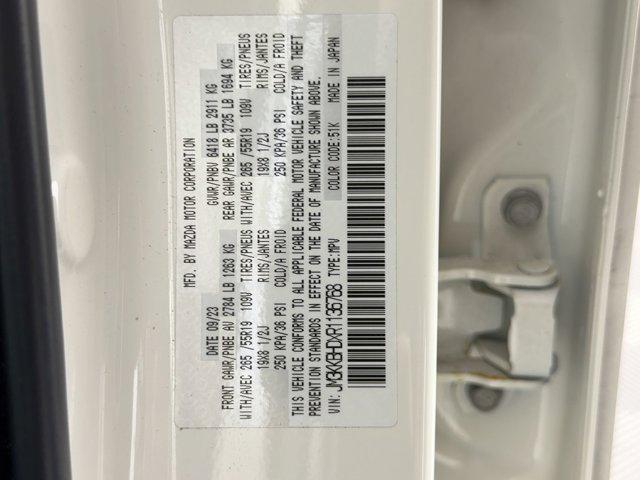 MFD. BY MAZDA MOTOR CORPORATION
DATE 09/23 GVWR/PNBV 6418 LB 2911 KG
FRONT GAWR/PNBE AV 2784 LB 1263 KG REAR GAWR/PNBE AR 3735 LB 1694 KG
WITH/AVEC 265 /55R19 109V TIRES/PNEUS WITH/AVEC 265 /55R19 109V TIRES/PNEUS
19X8 1/2J RIMS/JANTES 19X8 1/2J RIMS/JANTES
250 KPA/36 PSI COLD/A FROID 250 KPA/36 PSI COLD/A FROID
THIS VEHICLE CONFORMS TO ALL APPLICABLE FEDERAL MOTOR VEHICLE SAFETY AND THEFT
PREVENTION STANDARDS IN EFFECT ON THE DATE OF MANUFACTURE SHOWN ABOVE.
VIN: JM3KKBHDXR1136768 TYPE:MPV COLOR CODE:51K MADE IN JAPAN